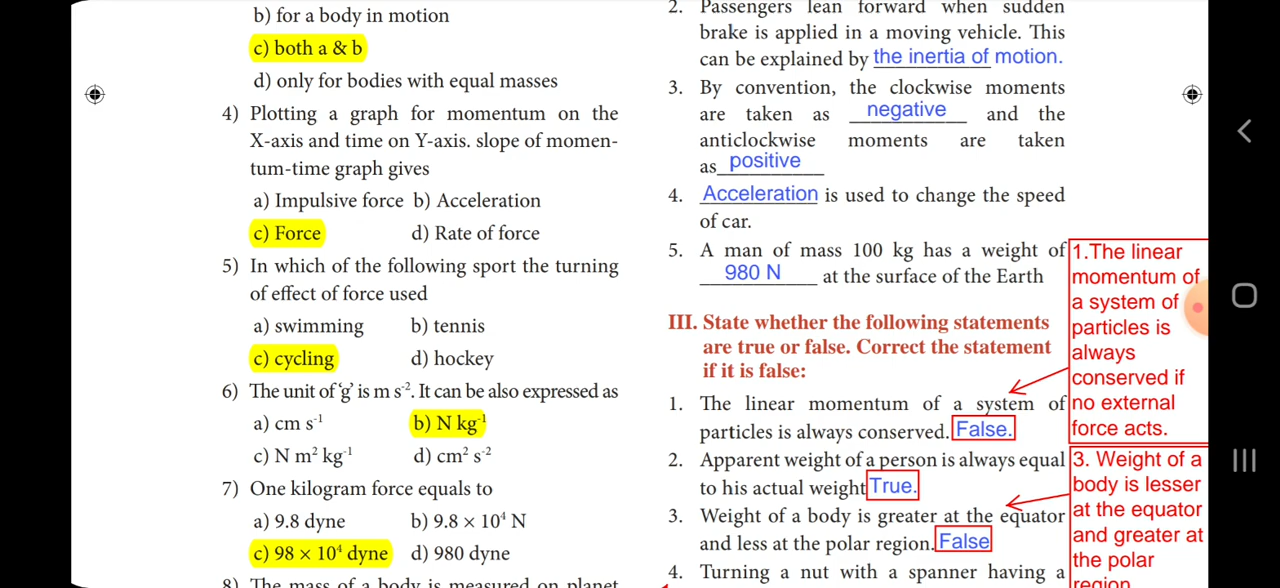 b) for a body in motion
c) both a & b
d) only for bodies with equal masses
4) Plotting a graph for momentum on the
X-axis and time on Y-axis. slope of momen-
tum-time graph gives
a) Impulsive force b) Acceleration
c) Force d) Rate of force
5) In which of the following sport the turning
of effect of force used
a) swimming b) tennis
c) cycling d) hockey
6) The unit of ‘g’ is m s⁻². It can be also expressed as
a) cm s⁻¹ b) N kg⁻¹
c) N m² kg⁻¹ d) cm² s⁻²
7) One kilogram force equals to
a) 9.8 dyne b) 9.8 × 10⁴ N
c) 98 × 10⁴ dyne d) 980 dyne
8) The mass of a body is measured on planet
2. Passengers lean forward when sudden
brake is applied in a moving vehicle. This
can be explained by the inertia of motion.
3. By convention, the clockwise moments
are taken as negative and the
anticlockwise moments are taken
as positive
4. Acceleration is used to change the speed
of car.
5. A man of mass 100 kg has a weight of
980 N at the surface of the Earth
III. State whether the following statements
are true or false. Correct the statement
if it is false:
1. The linear momentum of a system of
particles is always conserved. False.
2. Apparent weight of a person is always equal
to his actual weight True.
3. Weight of a body is greater at the equator
and less at the polar region. False
4. Turning a nut with a spanner having a
1.The linear
momentum of
a system of
particles is
always
conserved if
no external
force acts.
3. Weight of a
body is lesser
at the equator
and greater at
the polar
region